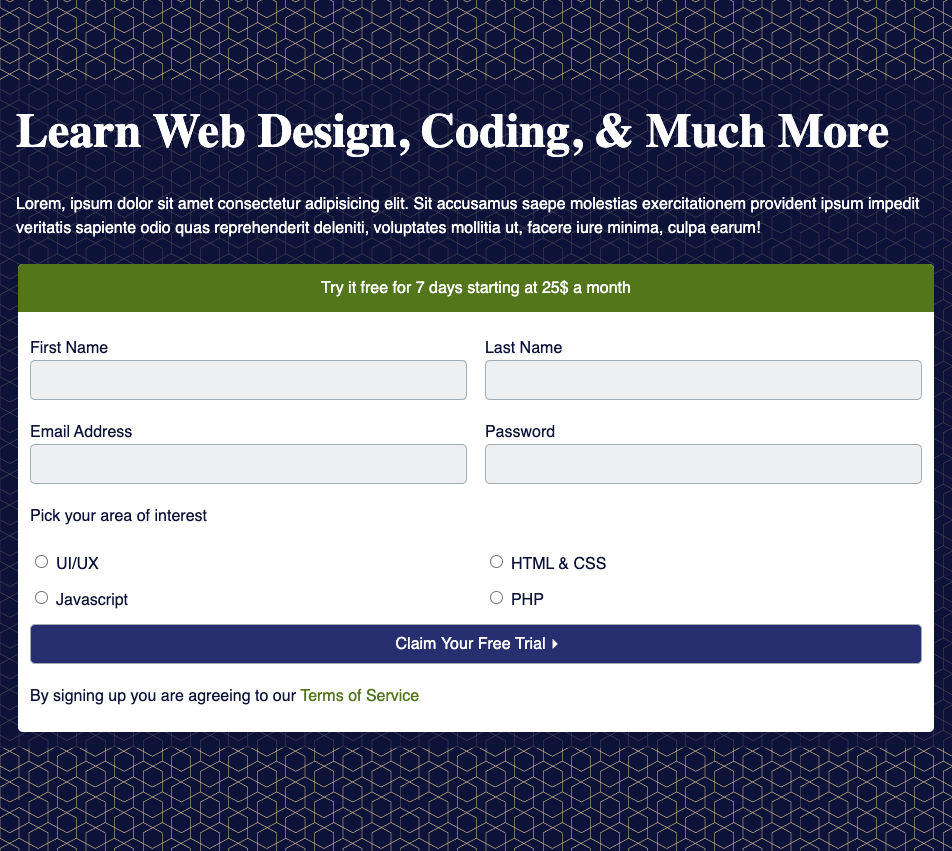 Learn Web Design, Coding, & Much More
Lorem, ipsum dolor sit amet consectetur adipisicing elit. Sit accusamus saepe molestias exercitationem provident ipsum impedit
veritatis sapiente odio quas reprehenderit deleniti, voluptates mollitia ut, facere iure minima, culpa earum!
Try it free for 7 days starting at 25$ a month
First Name
Last Name
Email Address
Password
Pick your area of interest
UI/UX
HTML & CSS
Javascript
PHP
Claim Your Free Trial
By signing up you are agreeing to our Terms of Service